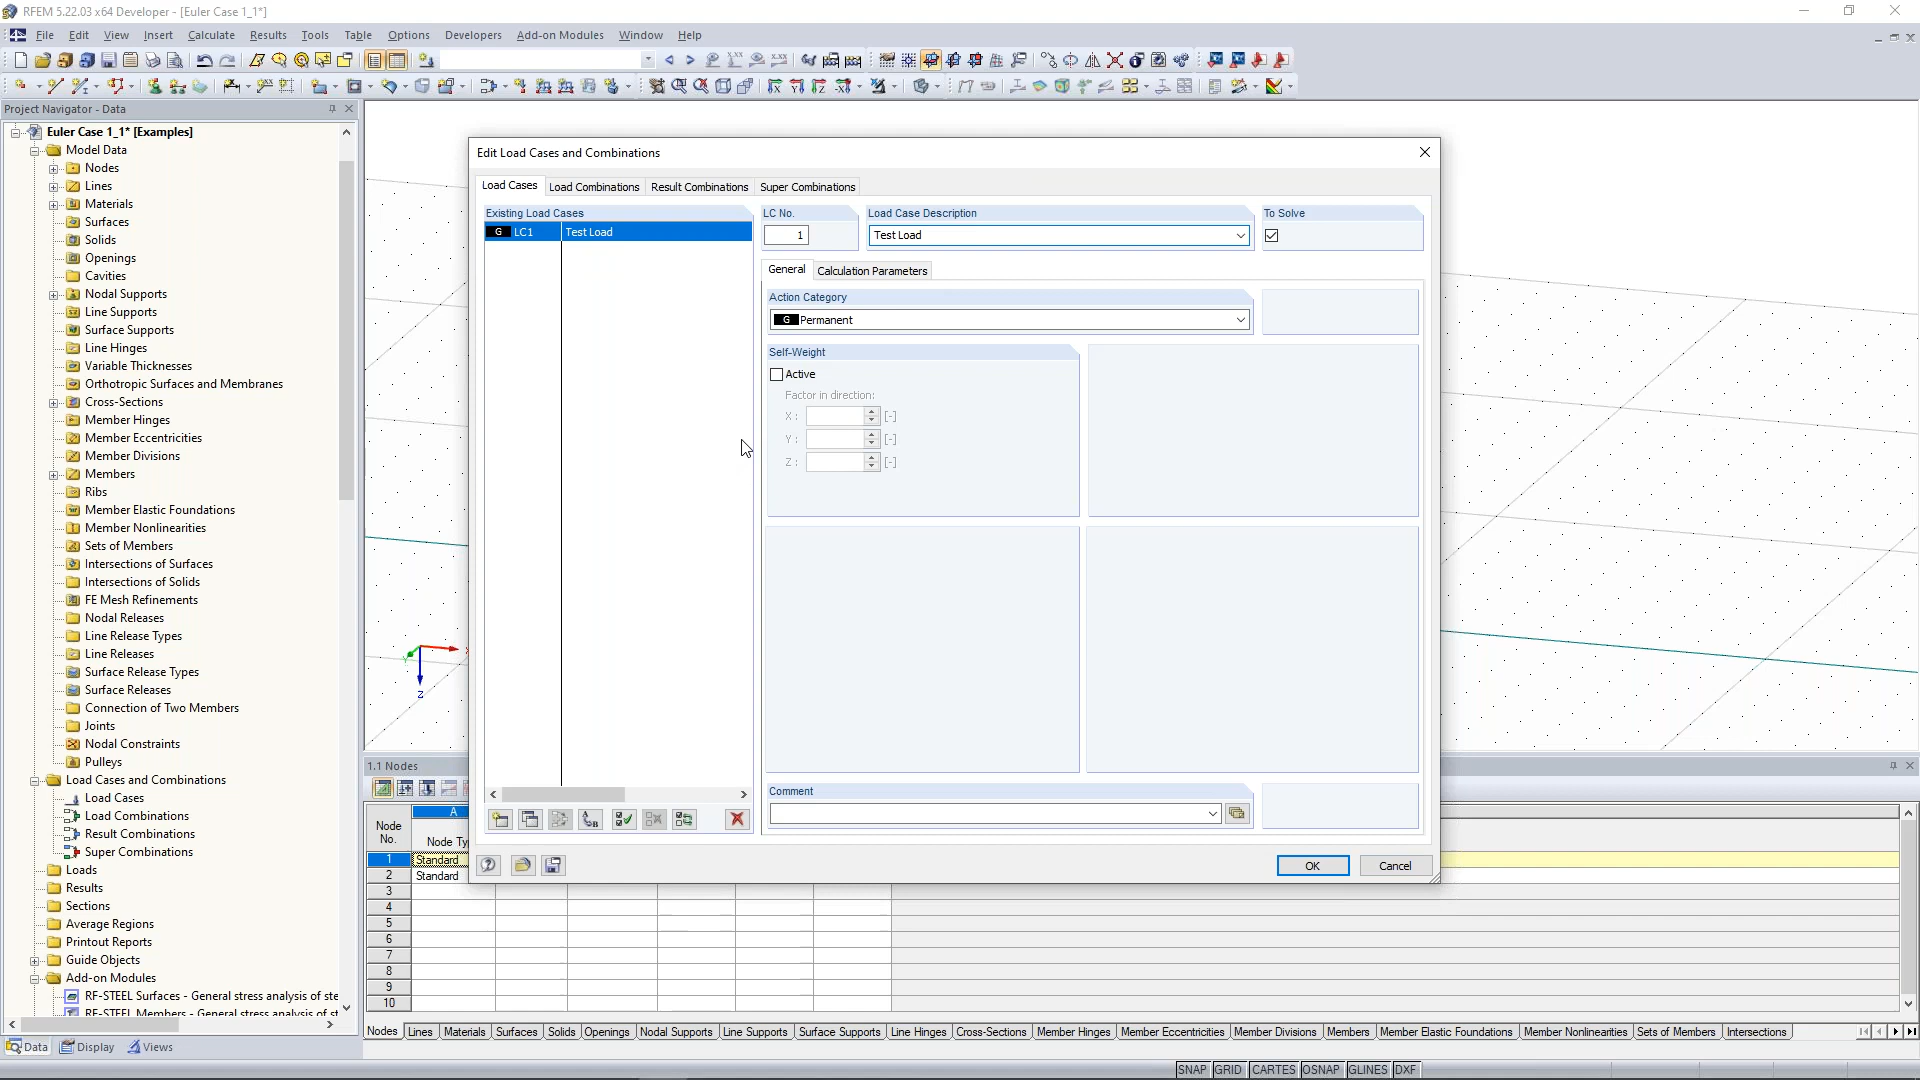 RFEM 5.22.03 x64 Developer - [Euler Case 1_1*]
File Edit View Insert Calculate Results Tools Table Options Developers Add-on Modules Window Help
Project Navigator - Data
Euler Case 1_1* [Examples]
Model Data
Nodes
Lines
Materials
Surfaces
Solids
Openings
Cavities
Nodal Supports
Line Supports
Surface Supports
Line Hinges
Variable Thicknesses
Orthotropic Surfaces and Membranes
Cross-Sections
Member Hinges
Member Eccentricities
Member Divisions
Members
Ribs
Member Elastic Foundations
Member Nonlinearities
Sets of Members
Intersections of Surfaces
Intersections of Solids
FE Mesh Refinements
Nodal Releases
Line Release Types
Line Releases
Surface Release Types
Surface Releases
Connection of Two Members
Joints
Nodal Constraints
Pulleys
Load Cases and Combinations
Load Cases
Load Combinations
Result Combinations
Super Combinations
Loads
Results
Sections
Average Regions
Printout Reports
Guide Objects
Add-on Modules
RF-STEEL Surfaces - General stress analysis of ste
RF-STEEL Members - General stress analysis of st
Data Display Views
Edit Load Cases and Combinations
Load Cases Load Combinations Result Combinations Super Combinations
Existing Load Cases
G LC1 Test Load
LC No.
1
Load Case Description
Test Load
To Solve
General Calculation Parameters
Action Category
G Permanent
Self-Weight
Active
Factor in direction:
X : [-]
Y : [-]
Z : [-]
Comment
OK Cancel
Z
1.1 Nodes
A
Node
No.
Node Ty
1 Standard
2 Standard
3
4
5
6
7
8
9
10
Nodes Lines Materials Surfaces Solids Openings Nodal Supports Line Supports Surface Supports Line Hinges Cross-Sections Member Hinges Member Eccentricities Member Divisions Members Member Elastic Foundations Member Nonlinearities Sets of Members Intersections
SNAP GRID CARTES OSNAP GLINES DXF